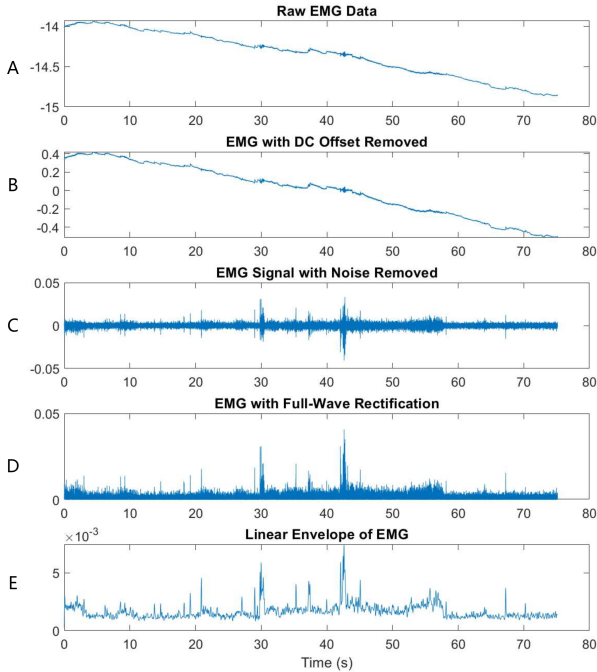 Raw EMG Data
A
-14
-14.5
-15
0 10 20 30 40 50 60 70 80
EMG with DC Offset Removed
B
0.4
0.2
0
-0.2
-0.4
0 10 20 30 40 50 60 70 80
EMG Signal with Noise Removed
C
0.05
0
-0.05
0 10 20 30 40 50 60 70 80
EMG with Full-Wave Rectification
D
0.05
0
0 10 20 30 40 50 60 70 80
Linear Envelope of EMG
E
×10⁻³
5
0
0 10 20 30 40 50 60 70 80
Time (s)